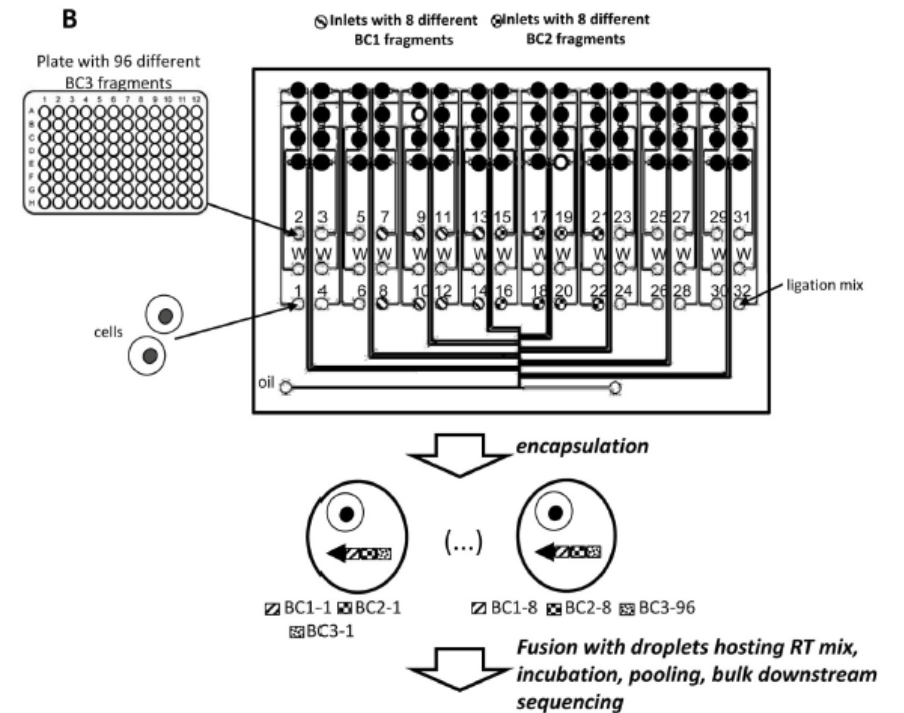 B
Inlets with 8 different
BC1 fragments
Inlets with 8 different
BC2 fragments
Plate with 96 different
BC3 fragments
1 2 3 4 5 6 7 8 9 10 11 12
A
B
C
D
E
F
G
H
2 3 5 7 9 11 13 15 17 19 21 23 25 27 29 31
W W W W W W W W W W W W W W W W
1 4 6 8 10 12 14 16 18 20 22 24 26 28 30 32
ligation mix
cells
oil
encapsulation
(...)
BC1-1 BC2-1
BC3-1
BC1-8 BC2-8 BC3-96
Fusion with droplets hosting RT mix,
incubation, pooling, bulk downstream
sequencing